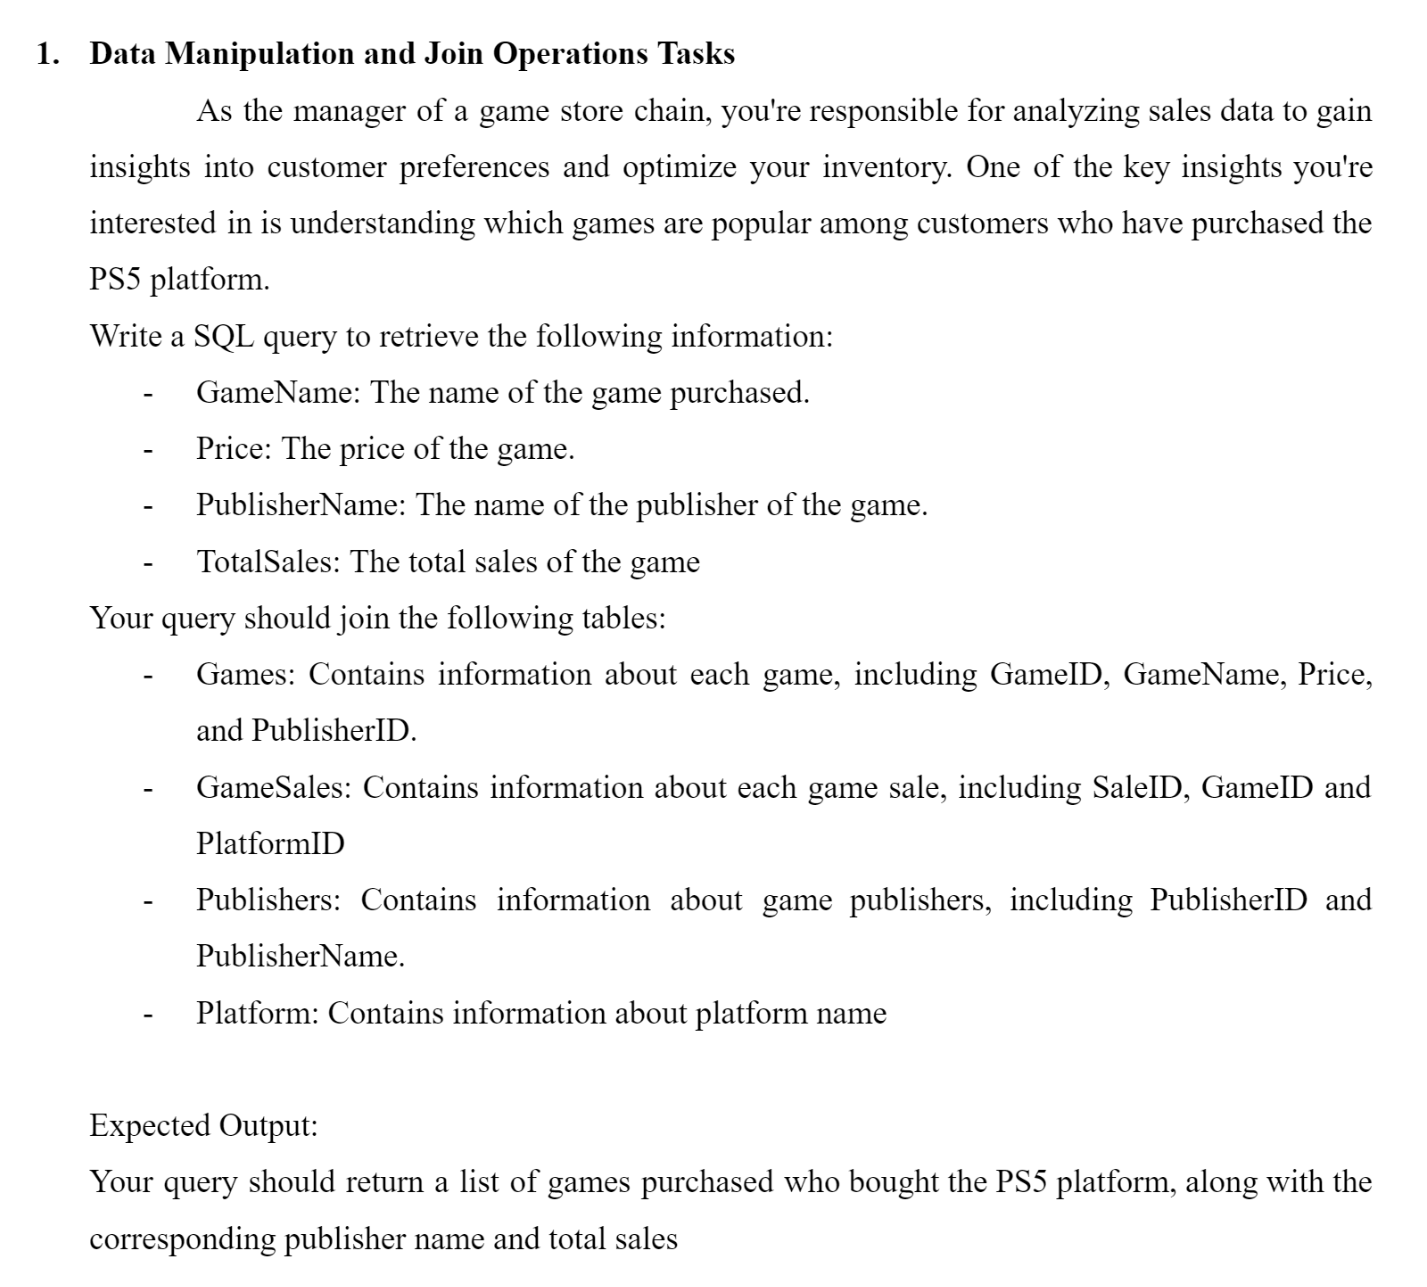 1. Data Manipulation and Join Operations Tasks
As the manager of a game store chain, you're responsible for analyzing sales data to gain
insights into customer preferences and optimize your inventory. One of the key insights you're
interested in is understanding which games are popular among customers who have purchased the
PS5 platform.
Write a SQL query to retrieve the following information:
- GameName: The name of the game purchased.
- Price: The price of the game.
- PublisherName: The name of the publisher of the game.
- TotalSales: The total sales of the game
Your query should join the following tables:
- Games: Contains information about each game, including GameID, GameName, Price,
and PublisherID.
- GameSales: Contains information about each game sale, including SaleID, GameID and
PlatformID
- Publishers: Contains information about game publishers, including PublisherID and
PublisherName.
- Platform: Contains information about platform name
Expected Output:
Your query should return a list of games purchased who bought the PS5 platform, along with the
corresponding publisher name and total sales